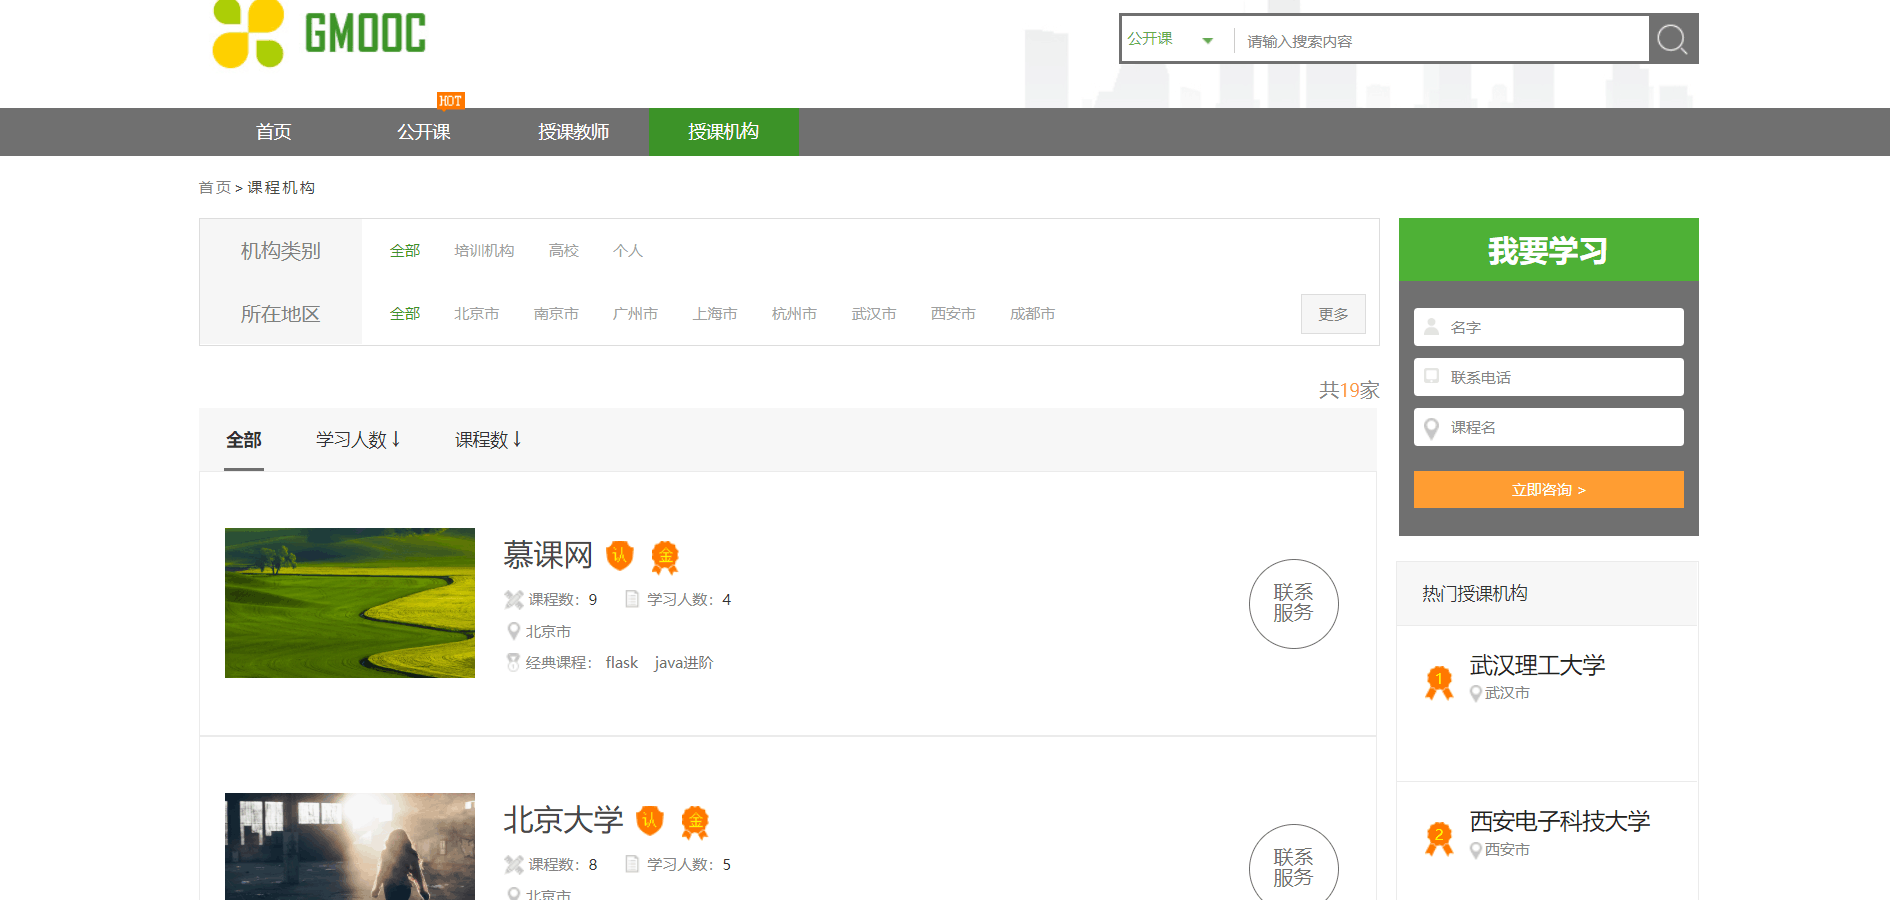 GMOOC
公开课
请输入搜索内容
HOT
首页
公开课
授课教师
授课机构
首页 > 课程机构
机构类别
全部
培训机构
高校
个人
所在地区
全部
北京市
南京市
广州市
上海市
杭州市
武汉市
西安市
成都市
更多
共19家
全部
学习人数↓
课程数↓
慕课网
认
金
课程数：9
学习人数：4
北京市
经典课程： flask java进阶
联系
服务
北京大学
认
金
课程数：8
学习人数：5
北京市
联系
服务
我要学习
名字
联系电话
课程名
立即咨询 >
热门授课机构
1
武汉理工大学
武汉市
2
西安电子科技大学
西安市